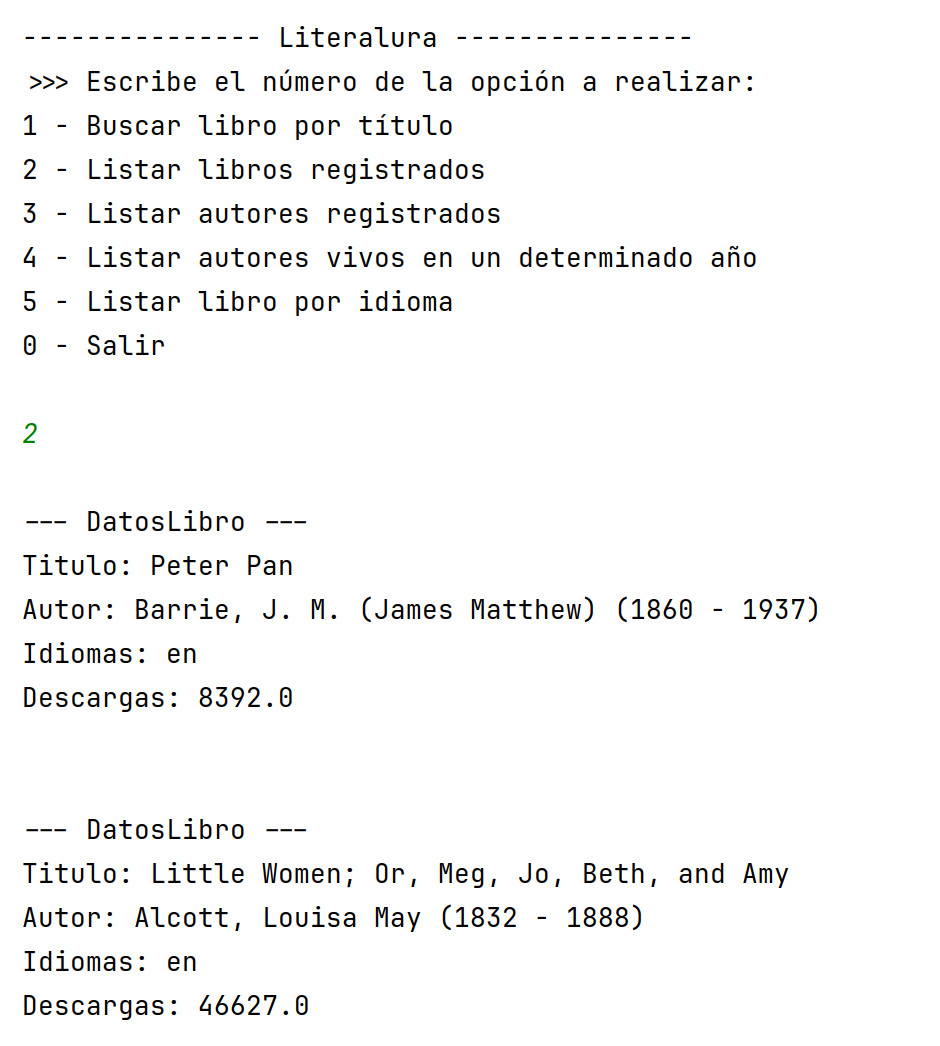 --------------- Literalura ---------------
>>> Escribe el número de la opción a realizar:
1 - Buscar libro por título
2 - Listar libros registrados
3 - Listar autores registrados
4 - Listar autores vivos en un determinado año
5 - Listar libro por idioma
0 - Salir
2
--- DatosLibro ---
Titulo: Peter Pan
Autor: Barrie, J. M. (James Matthew) (1860 - 1937)
Idiomas: en
Descargas: 8392.0
--- DatosLibro ---
Titulo: Little Women; Or, Meg, Jo, Beth, and Amy
Autor: Alcott, Louisa May (1832 - 1888)
Idiomas: en
Descargas: 46627.0